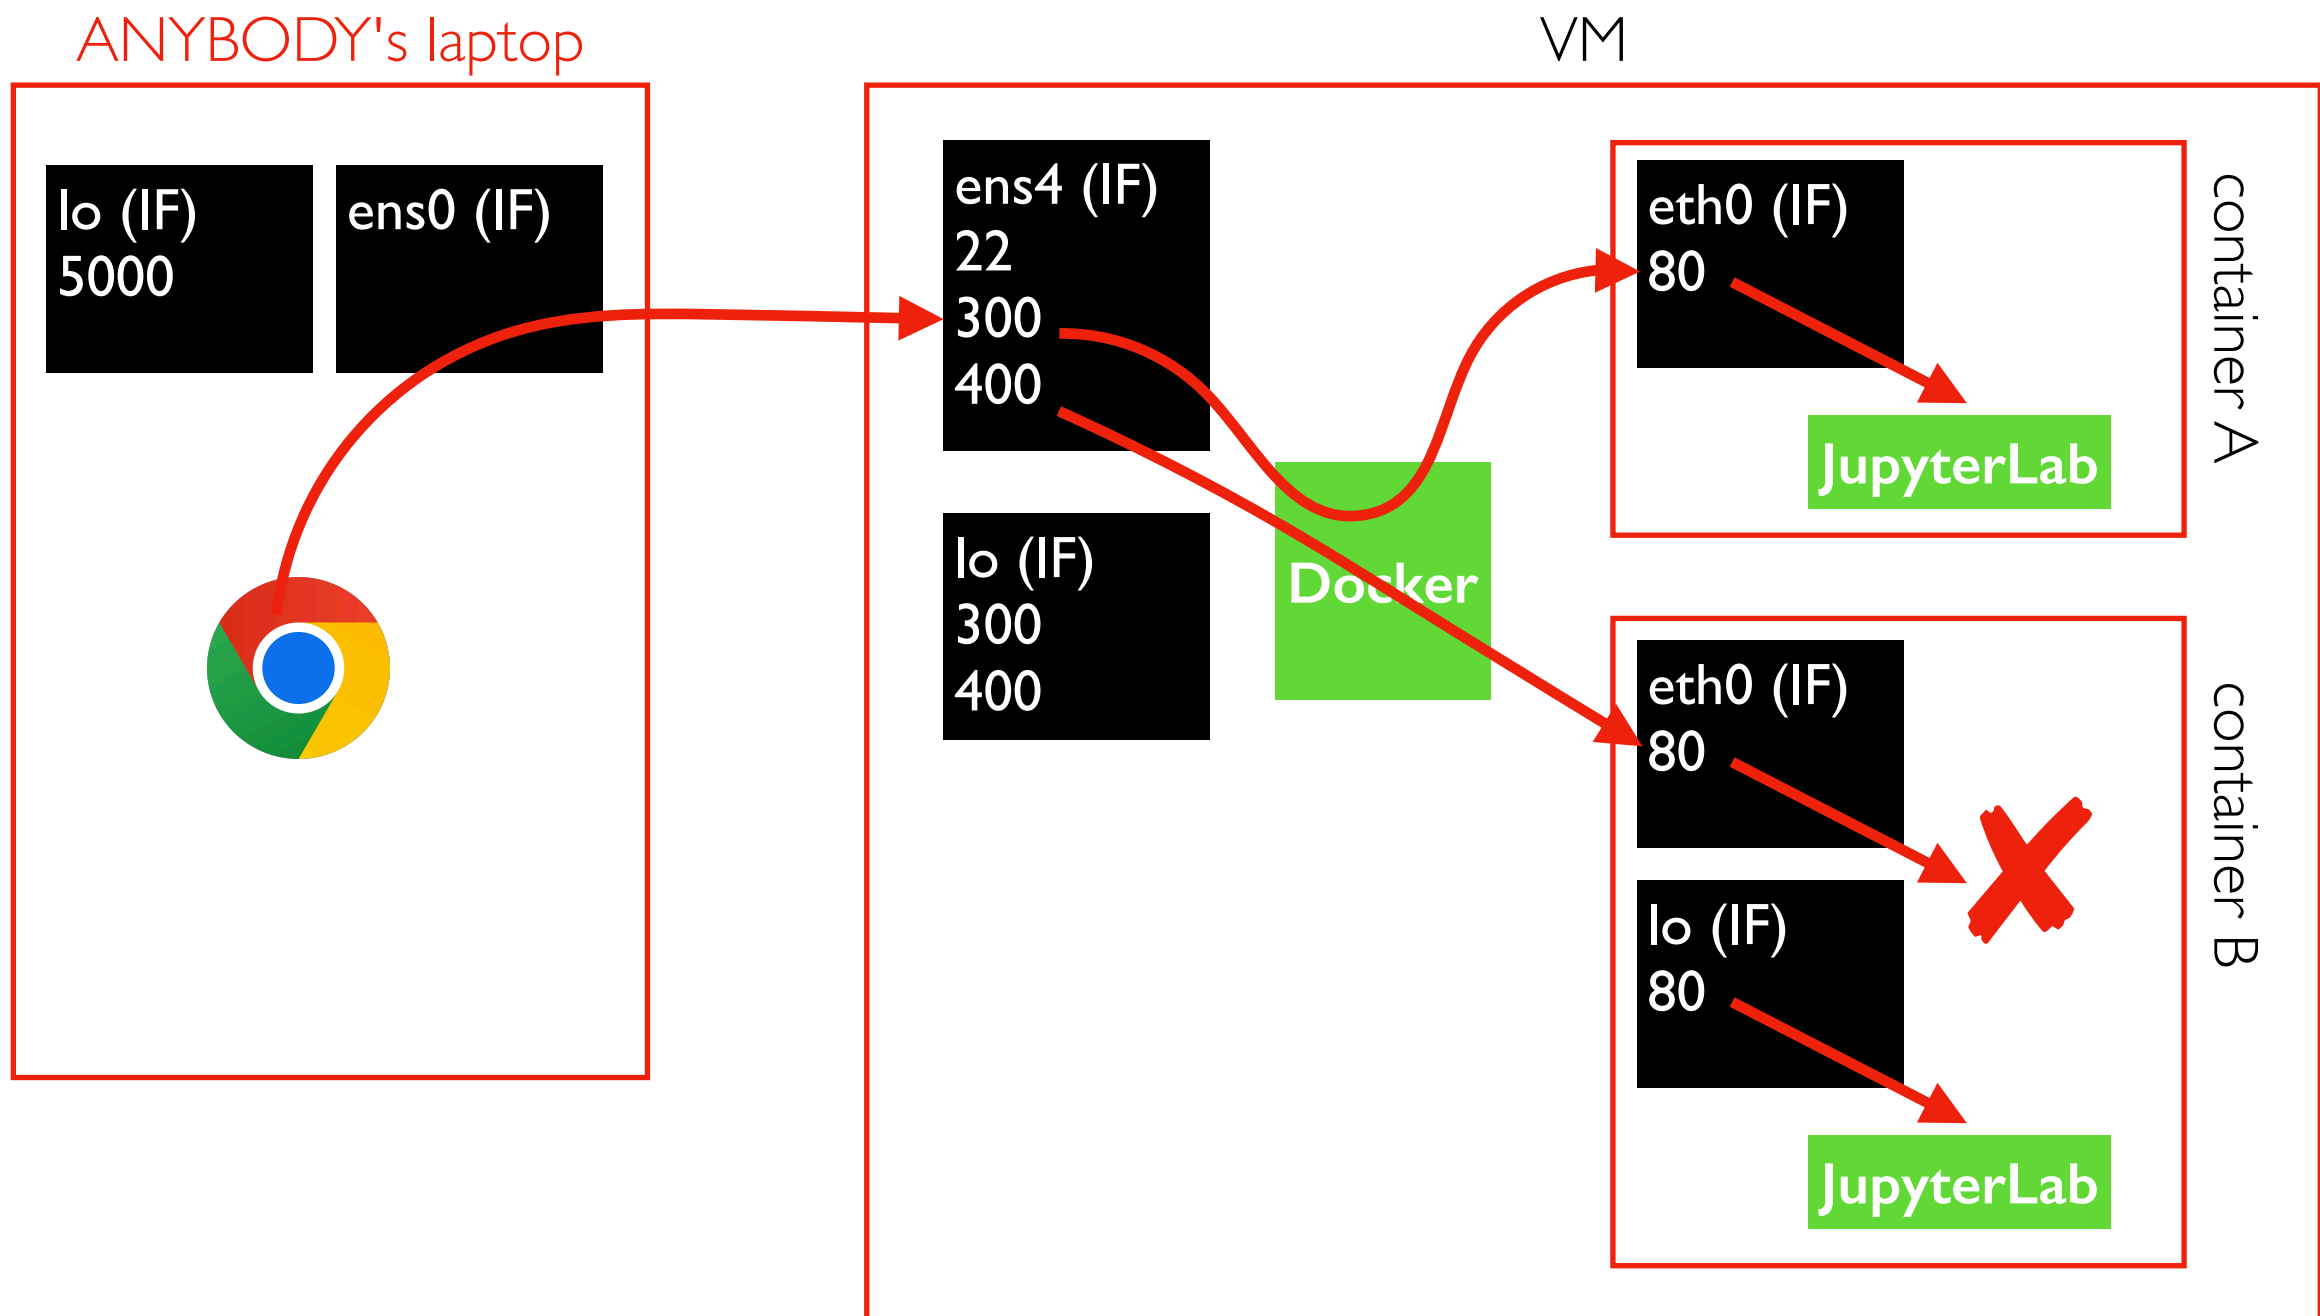 ANYBODY's laptop
lo (IF)
5000
ens0 (IF)
VM
ens4 (IF)
22
300
400
lo (IF)
300
400
Docker
eth0 (IF)
80
JupyterLab
container A
eth0 (IF)
80
lo (IF)
80
JupyterLab
container B